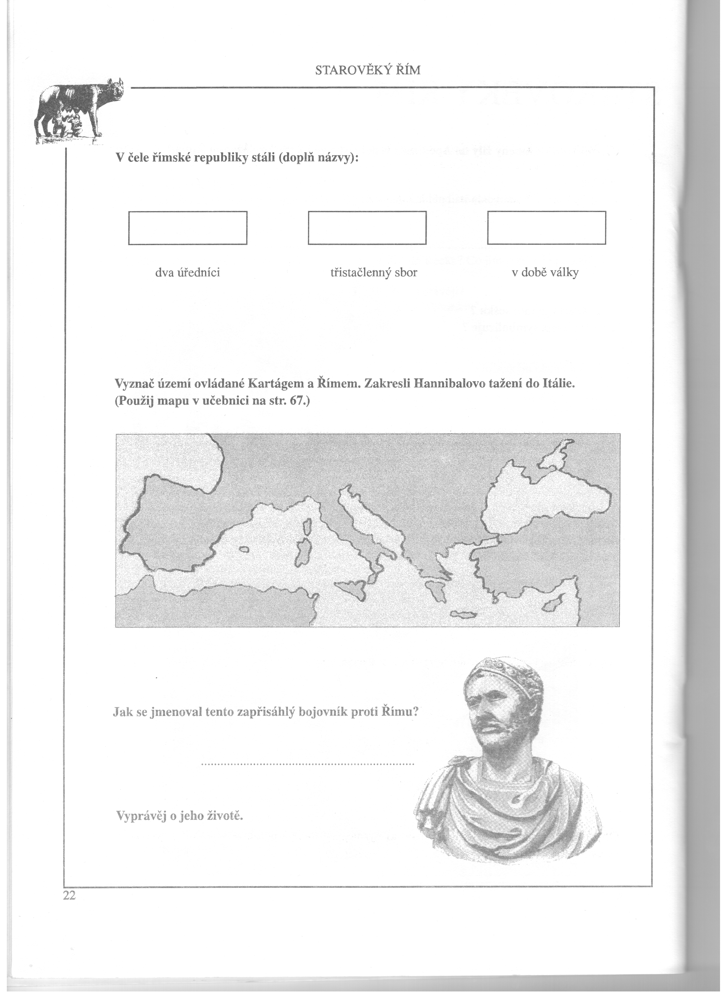 STAROVĚKÝ ŘÍM
V čele římské republiky stáli (doplň názvy):
dva úředníci
třistačlenný sbor
v době války
Vyznač území ovládané Kartágem a Římem. Zakresli Hannibalovo tažení do Itálie.
(Použij mapu v učebnici na str. 67.)
Jak se jmenoval tento zapřisáhlý bojovník proti Římu?
Vyprávěj o jeho životě.
22